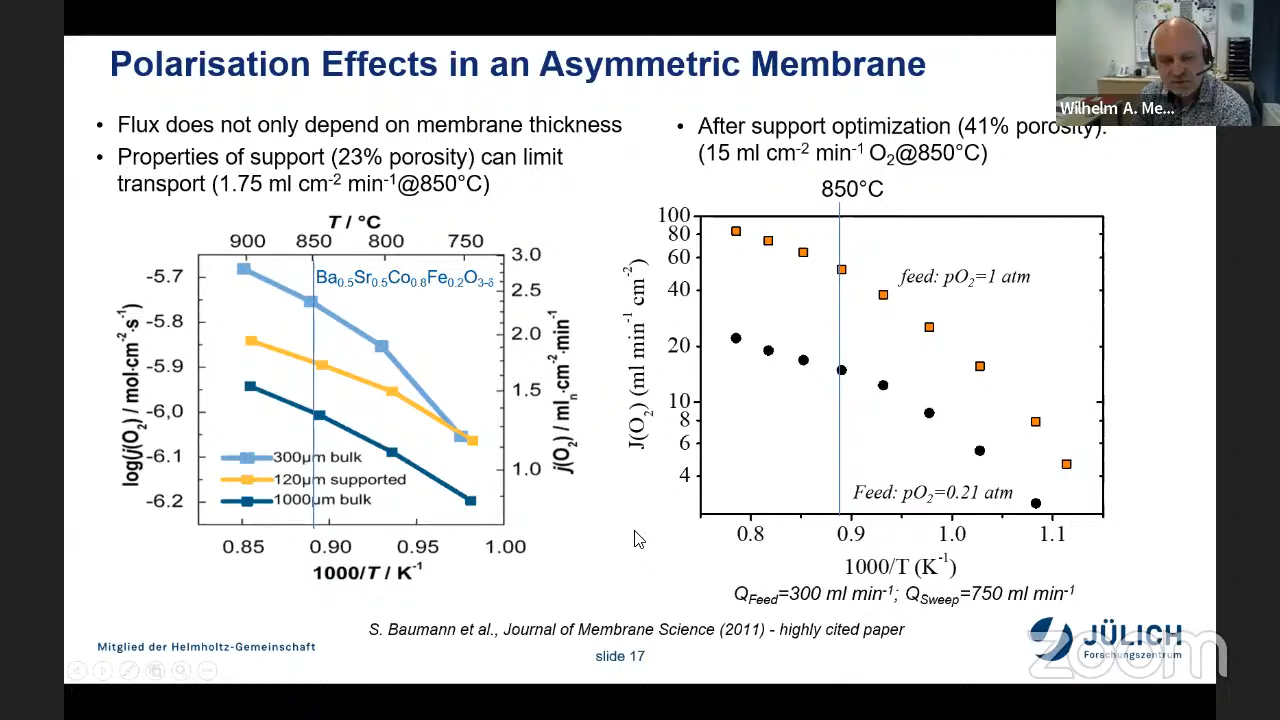 Polarisation Effects in an Asymmetric Membrane
Wilhelm A. Me...
• Flux does not only depend on membrane thickness
• Properties of support (23% porosity) can limit
transport (1.75 ml cm-2 min-1@850°C)
• After support optimization (41% porosity):
(15 ml cm-2 min-1 O2@850°C)
T / °C
900 850 800 750
Ba0.5Sr0.5Co0.8Fe0.2O3-δ
log(j(O2) / mol·cm-2·s-1)
-5.7
-5.8
-5.9
-6,0
-6.1
-6.2
3.0
2.5
2.0
1.5
1.0
j(O2) / mln·cm-2·min-1
300µm bulk
120µm supported
1000µm bulk
0.85 0.90 0.95 1.00
1000/T / K-1
850°C
J(O2) (ml min-1 cm-2)
100
80
60
40
20
10
8
6
4
feed: pO2=1 atm
Feed: pO2=0.21 atm
0.8 0.9 1.0 1.1
1000/T (K-1)
QFeed=300 ml min-1; QSweep=750 ml min-1
S. Baumann et al., Journal of Membrane Science (2011) - highly cited paper
Mitglied der Helmholtz-Gemeinschaft
slide 17
JÜLICH
Forschungszentrum
zoom